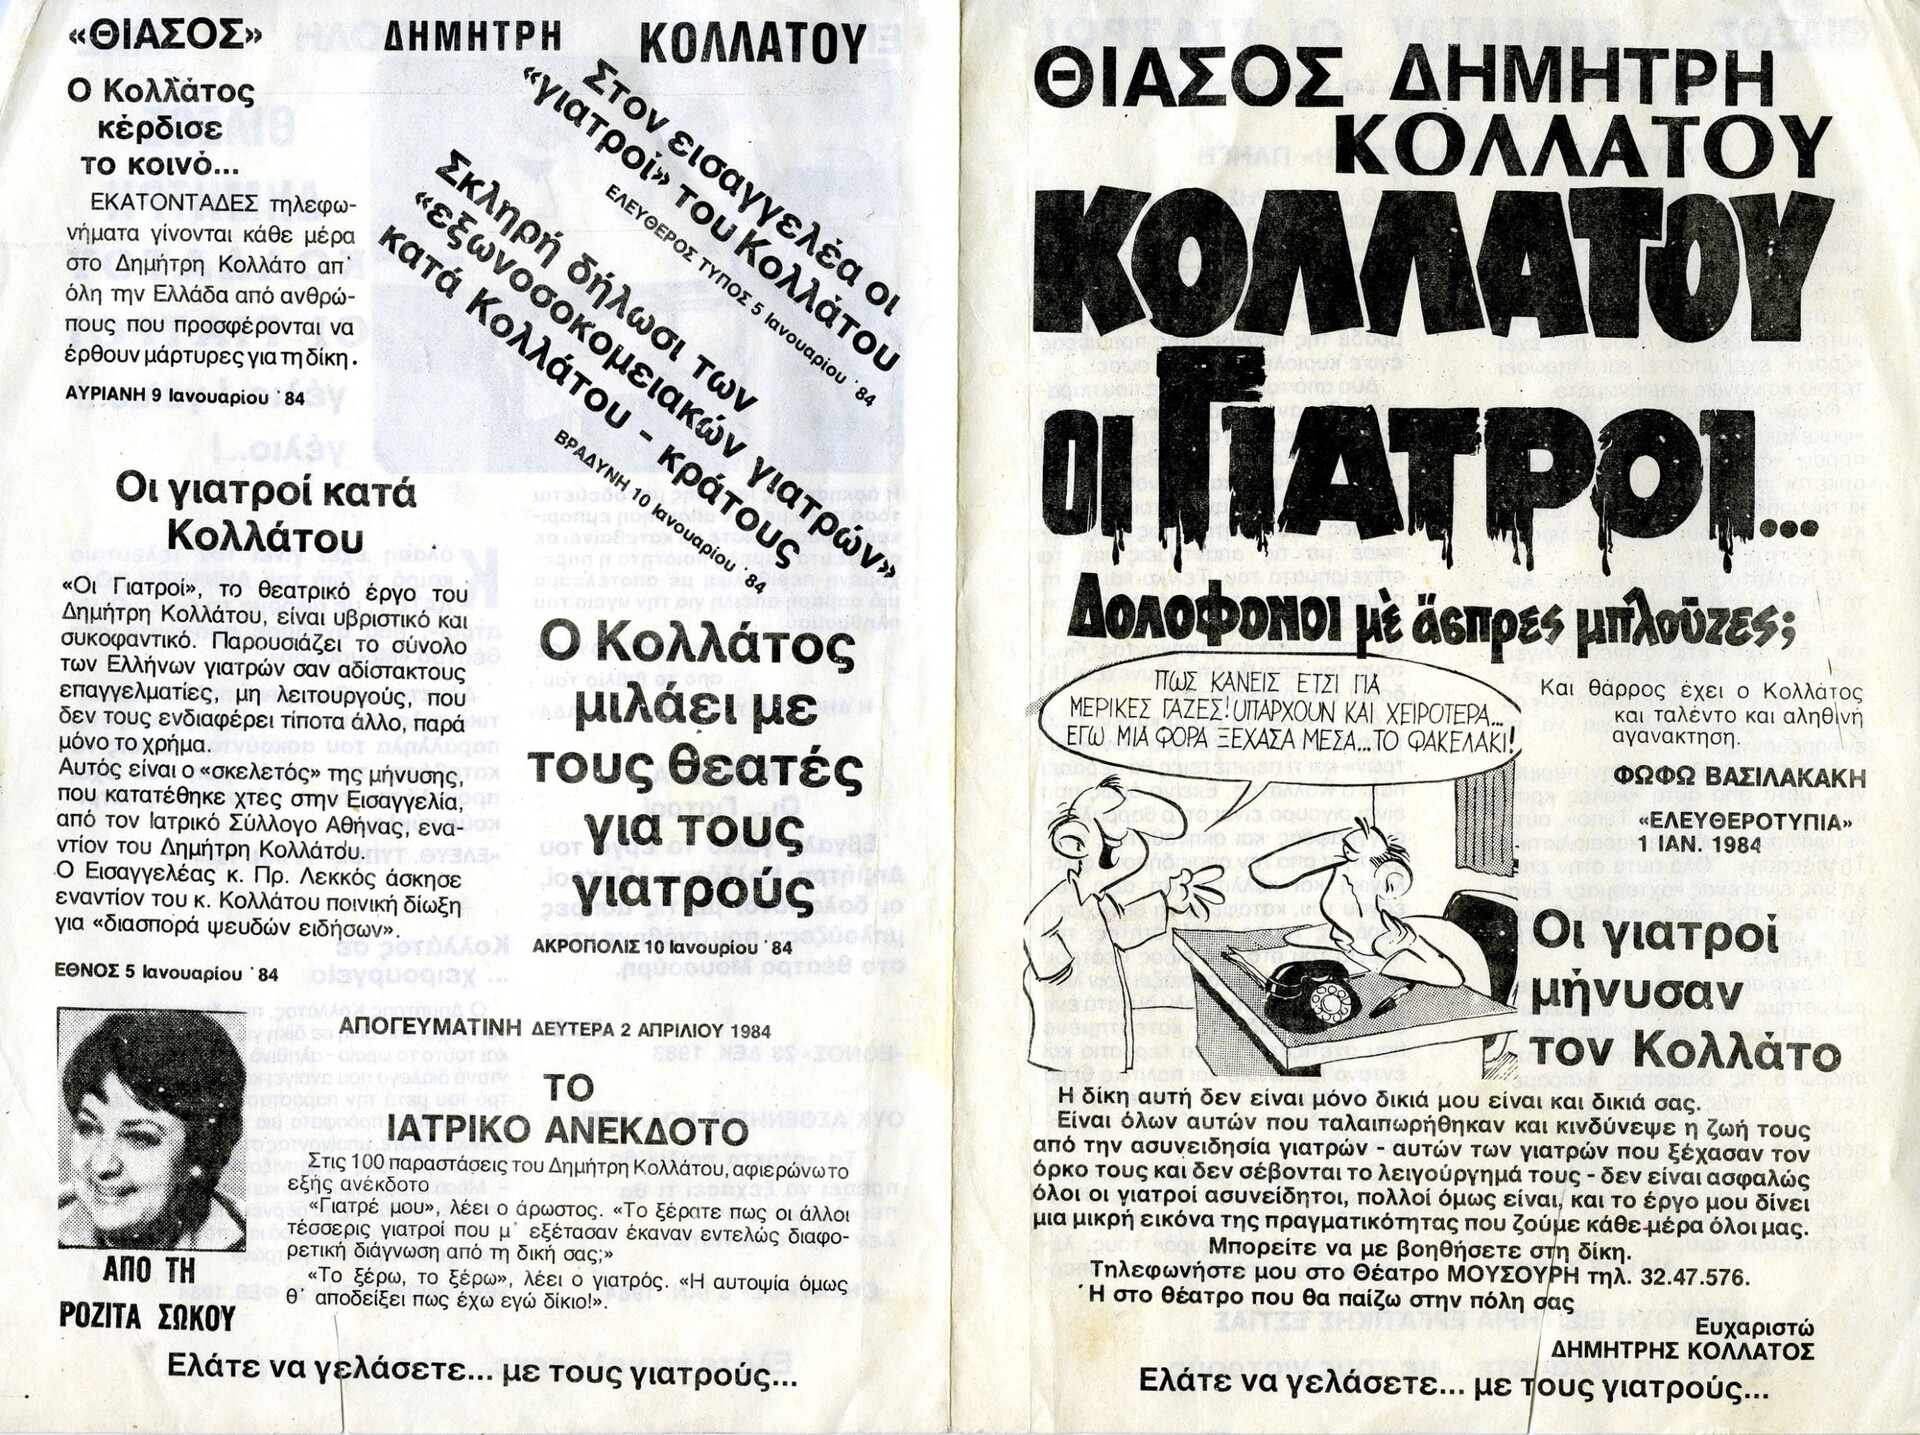 «ΘΙΑΣΟΣ» ΔΗΜΗΤΡΗ ΚΟΛΛΑΤΟΥ
Ο Κολλάτος
κέρδισε
το κοινό...
ΕΚΑΤΟΝΤΑΔΕΣ τηλεφω-
νήματα γίνονται κάθε μέρα
στο Δημήτρη Κολλάτο απ'
όλη την Ελλάδα από ανθρώ-
πους που προσφέρονται να
έρθουν μάρτυρες για τη δίκη.
ΑΥΡΙΑΝΗ 9 Ιανουαρίου '84
Στον εισαγγελέα οι
«γιατροί» του Κολλάτου
ΕΛΕΥΘΕΡΟΣ ΤΥΠΟΣ 5 Ιανουαρίου '84
Σκληρή δήλωσι των
«εξωνοσοκομειακών γιατρών»
κατά Κολλάτου - κράτους
ΒΡΑΔΥΝΗ 10 Ιανουαρίου '84
Οι γιατροί κατά
Κολλάτου
«Οι Γιατροί», το θεατρικό έργο του
Δημήτρη Κολλάτου, είναι υβριστικό και
συκοφαντικό. Παρουσιάζει το σύνολο
των Ελλήνων γιατρών σαν αδίστακτους
επαγγελματίες, μη λειτουργούς, που
δεν τους ενδιαφέρει τίποτα άλλο, παρά
μόνο το χρήμα.
Αυτός είναι ο «σκελετός» της μήνυσης,
που κατατέθηκε χτες στην Εισαγγελία,
από τον Ιατρικό Σύλλογο Αθήνας, ενα-
ντίον του Δημήτρη Κολλάτου.
Ο Εισαγγελέας κ. Πρ. Λεκκός άσκησε
εναντίον του κ. Κολλάτου ποινική δίωξη
για «διασπορά ψευδών ειδήσων».
ΕΘΝΟΣ 5 Ιανουαρίου '84
Ο Κολλάτος
μιλάει με
τους θεατές
για τους
γιατρούς
ΑΚΡΟΠΟΛΙΣ 10 Ιανουρίου '84
ΑΠΟΓΕΥΜΑΤΙΝΗ ΔΕΥΤΕΡΑ 2 ΑΠΡΙΛΙΟΥ 1984
ΤΟ
ΙΑΤΡΙΚΟ ΑΝΕΚΔΟΤΟ
Στις 100 παραστάσεις του Δημήτρη Κολλάτου, αφιερώνω το
εξής ανέκδοτο
«Γιατρέ μου», λέει ο άρωστος. «Το ξέρατε πως οι άλλοι
τέσσερις γιατροί που μ' εξέτασαν έκαναν εντελώς διαφο-
ρετική διάγνωση από τη δική σας;»
«Το ξέρω, το ξέρω», λέει ο γιατρός. «Η αυτοψία όμως
θ' αποδείξει πως έχω εγώ δίκιο!».
ΑΠΟ ΤΗ
ΡΟΖΙΤΑ ΣΩΚΟΥ
Ελάτε να γελάσετε... με τους γιατρούς...
ΘΙΑΣΟΣ ΔΗΜΗΤΡΗ
ΚΟΛΛΑΤΟΥ
ΚΟΛΛΑΤΟΥ
ΟΙ ΓΙΑΤΡΟΙ...
Δολοφονοι μὲ ἄσπρες μπλοῦζες;
ΠΩΣ ΚΑΝΕΙΣ ΕΤΣΙ ΓΙΑ
ΜΕΡΙΚΕΣ ΓΑΖΕΣ! ΥΠΑΡΧΟΥΝ ΚΑΙ ΧΕΙΡΟΤΕΡΑ...
ΕΓΩ ΜΙΑ ΦΟΡΑ ΞΕΧΑΣΑ ΜΕΣΑ... ΤΟ ΦΑΚΕΛΑΚΙ!
Και θάρρος έχει ο Κολλάτος
και ταλέντο και αληθινή
αγανακτηση.
ΦΩΦΩ ΒΑΣΙΛΑΚΑΚΗ
«ΕΛΕΥΘΕΡΟΤΥΠΙΑ»
1 ΙΑΝ. 1984
Οι γιατροί
μήνυσαν
τον Κολλάτο
Η δίκη αυτή δεν είναι μόνο δικιά μου είναι και δικιά σας.
Είναι όλων αυτών που ταλαιπωρήθηκαν και κινδύνεψε η ζωή τους
από την ασυνειδησία γιατρών - αυτών των γιατρών που ξέχασαν τον
όρκο τους και δεν σέβονται το λειγούργημά τους - δεν είναι ασφαλώς
όλοι οι γιατροί ασυνείδητοι, πολλοί όμως είναι, και το έργο μου δίνει
μια μικρή εικόνα της πραγματικότητας που ζούμε κάθε μέρα όλοι μας.
Μπορείτε να με βοηθήσετε στη δίκη.
Τηλεφωνήστε μου στο Θέατρο ΜΟΥΣΟΥΡΗ τηλ. 32.47.576.
Ή στο θέατρο που θα παίζω στην πόλη σας
Ευχαριστώ
ΔΗΜΗΤΡΗΣ ΚΟΛΛΑΤΟΣ
Ελάτε να γελάσετε... με τους γιατρούς...